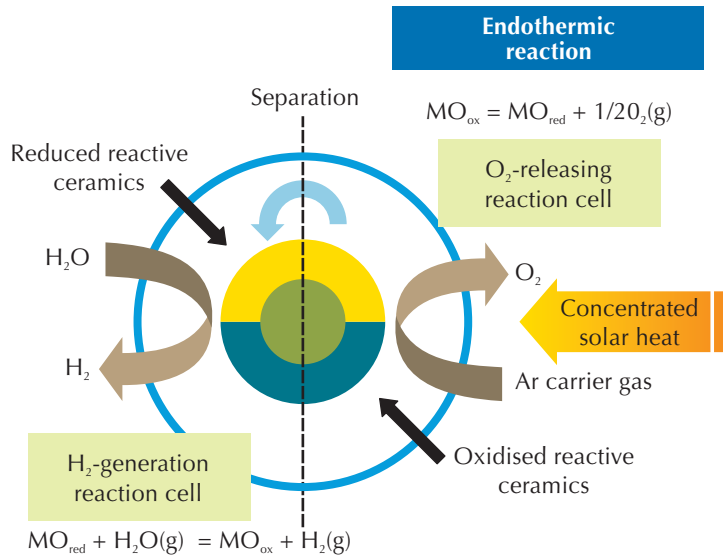 Endothermic
reaction
Separation
MOox = MOred + 1/2O2(g)
Reduced reactive
ceramics
O2-releasing
reaction cell
H2O
O2
Concentrated
solar heat
H2
Ar carrier gas
H2-generation
reaction cell
Oxidised reactive
ceramics
MOred + H2O(g) = MOox + H2(g)